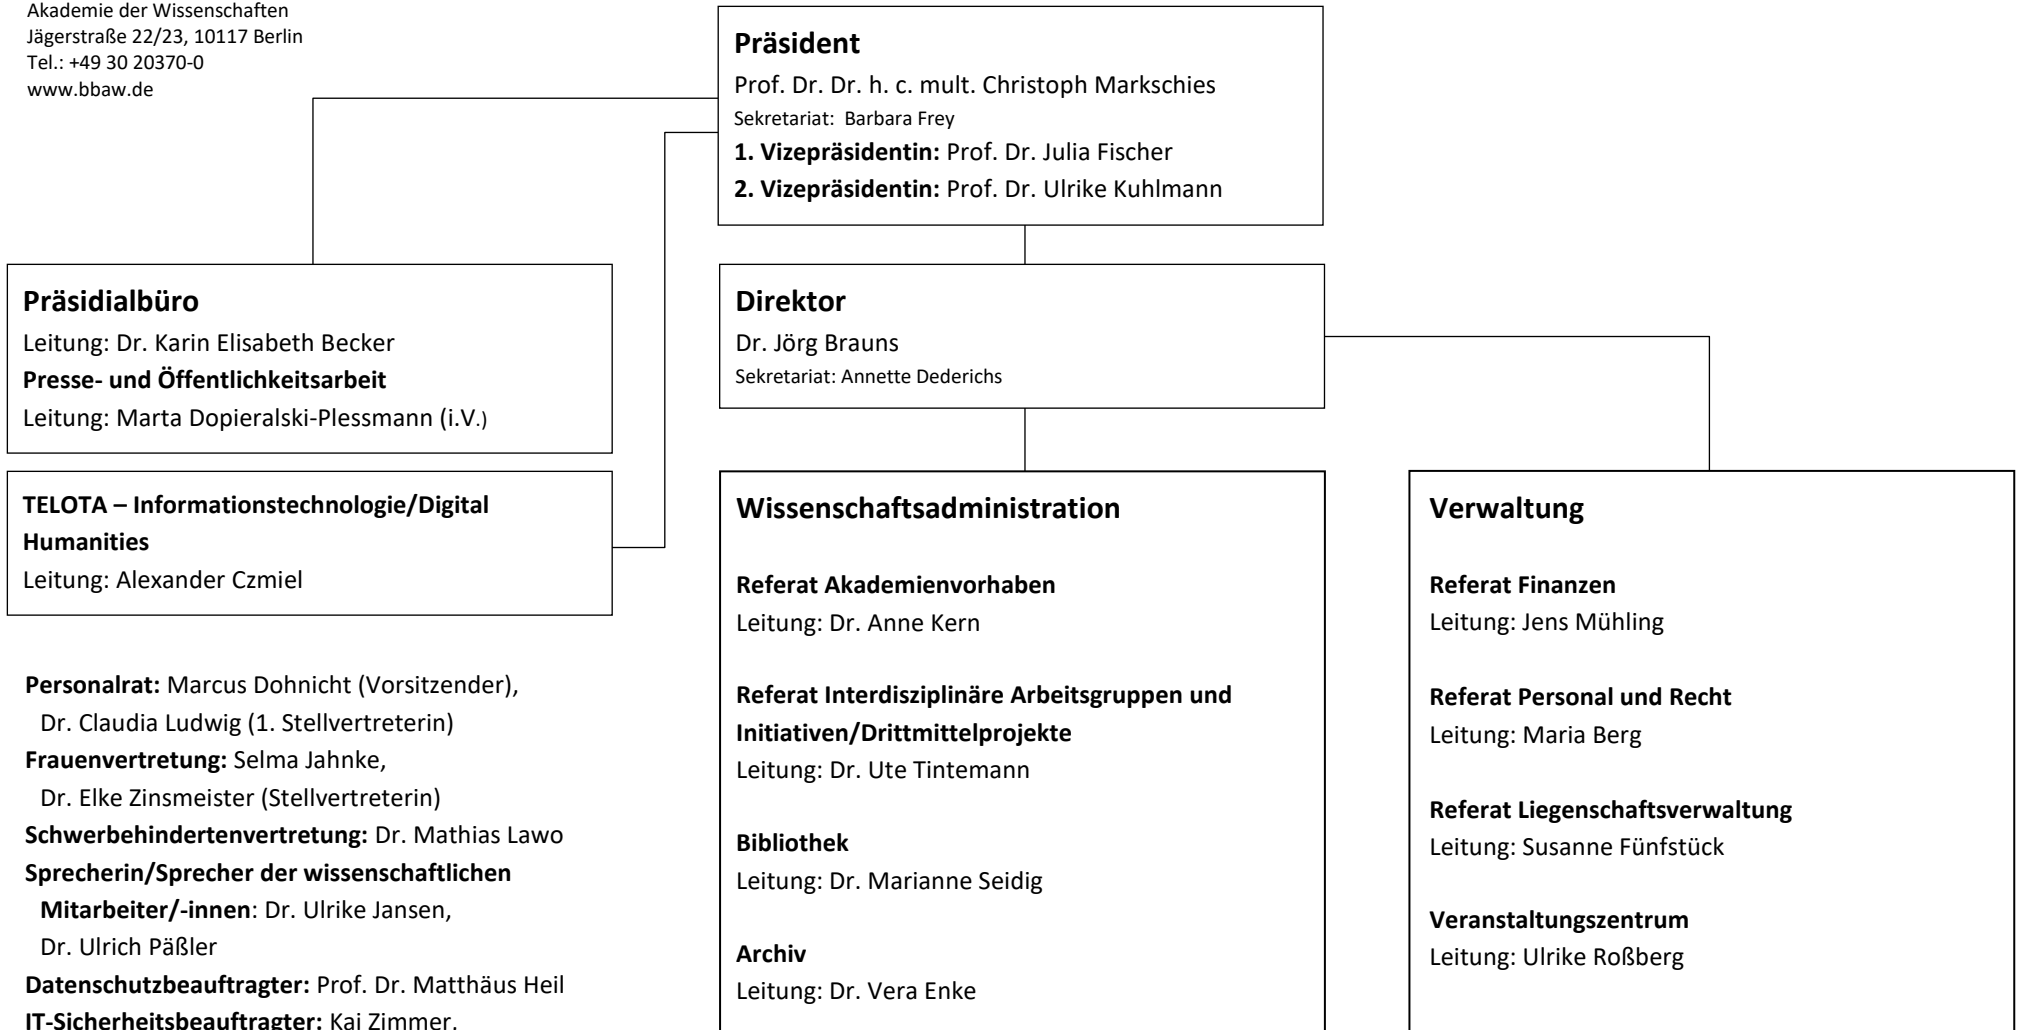 Akademie der Wissenschaften
Jägerstraße 22/23, 10117 Berlin
Tel.: +49 30 20370-0
www.bbaw.de
Präsident
Prof. Dr. Dr. h. c. mult. Christoph Markschies
Sekretariat: Barbara Frey
1. Vizepräsidentin: Prof. Dr. Julia Fischer
2. Vizepräsidentin: Prof. Dr. Ulrike Kuhlmann
Präsidialbüro
Leitung: Dr. Karin Elisabeth Becker
Presse- und Öffentlichkeitsarbeit
Leitung: Marta Dopieralski-Plessmann (i.V.)
Direktor
Dr. Jörg Brauns
Sekretariat: Annette Dederichs
TELOTA – Informationstechnologie/Digital
Humanities
Leitung: Alexander Czmiel
Personalrat: Marcus Dohnicht (Vorsitzender),
Dr. Claudia Ludwig (1. Stellvertreterin)
Frauenvertretung: Selma Jahnke,
Dr. Elke Zinsmeister (Stellvertreterin)
Schwerbehindertenvertretung: Dr. Mathias Lawo
Sprecherin/Sprecher der wissenschaftlichen
Mitarbeiter/-innen: Dr. Ulrike Jansen,
Dr. Ulrich Päßler
Datenschutzbeauftragter: Prof. Dr. Matthäus Heil
IT-Sicherheitsbeauftragter: Kai Zimmer,
Wissenschaftsadministration
Referat Akademienvorhaben
Leitung: Dr. Anne Kern
Referat Interdisziplinäre Arbeitsgruppen und
Initiativen/Drittmittelprojekte
Leitung: Dr. Ute Tintemann
Bibliothek
Leitung: Dr. Marianne Seidig
Archiv
Leitung: Dr. Vera Enke
Verwaltung
Referat Finanzen
Leitung: Jens Mühling
Referat Personal und Recht
Leitung: Maria Berg
Referat Liegenschaftsverwaltung
Leitung: Susanne Fünfstück
Veranstaltungszentrum
Leitung: Ulrike Roßberg